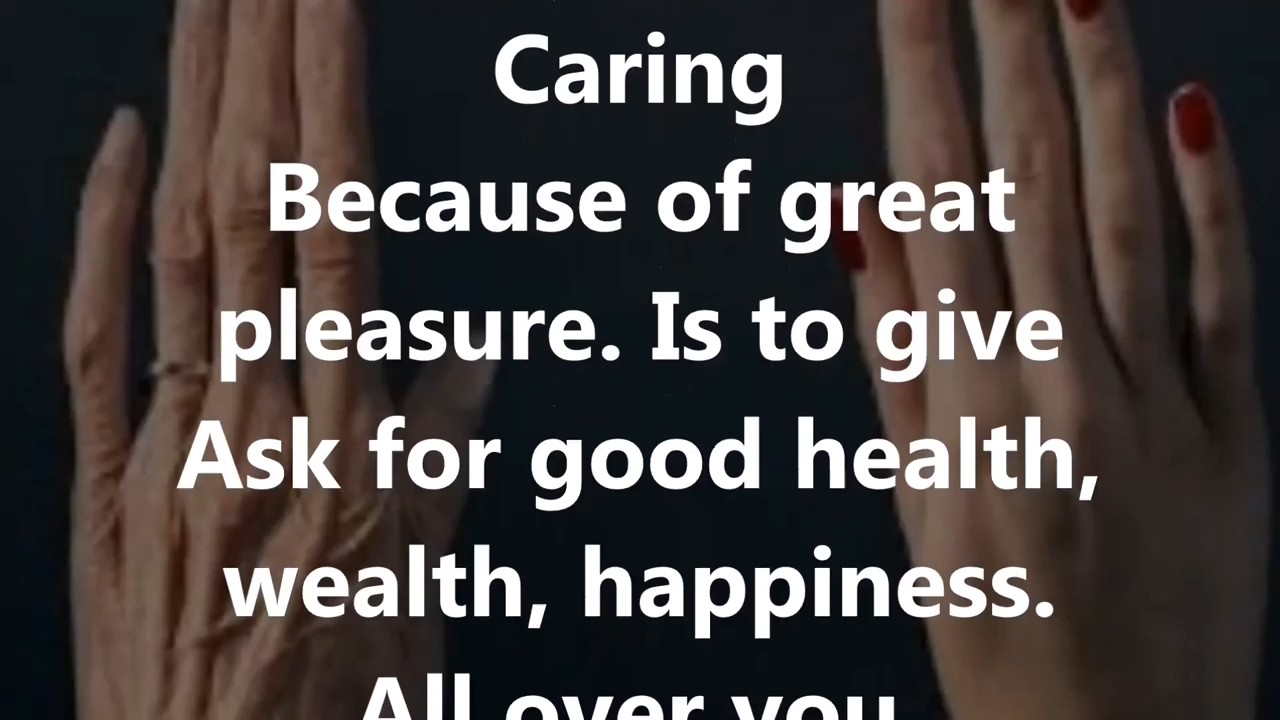 Caring
Because of great
pleasure. Is to give
Ask for good health,
wealth, happiness.
All over you